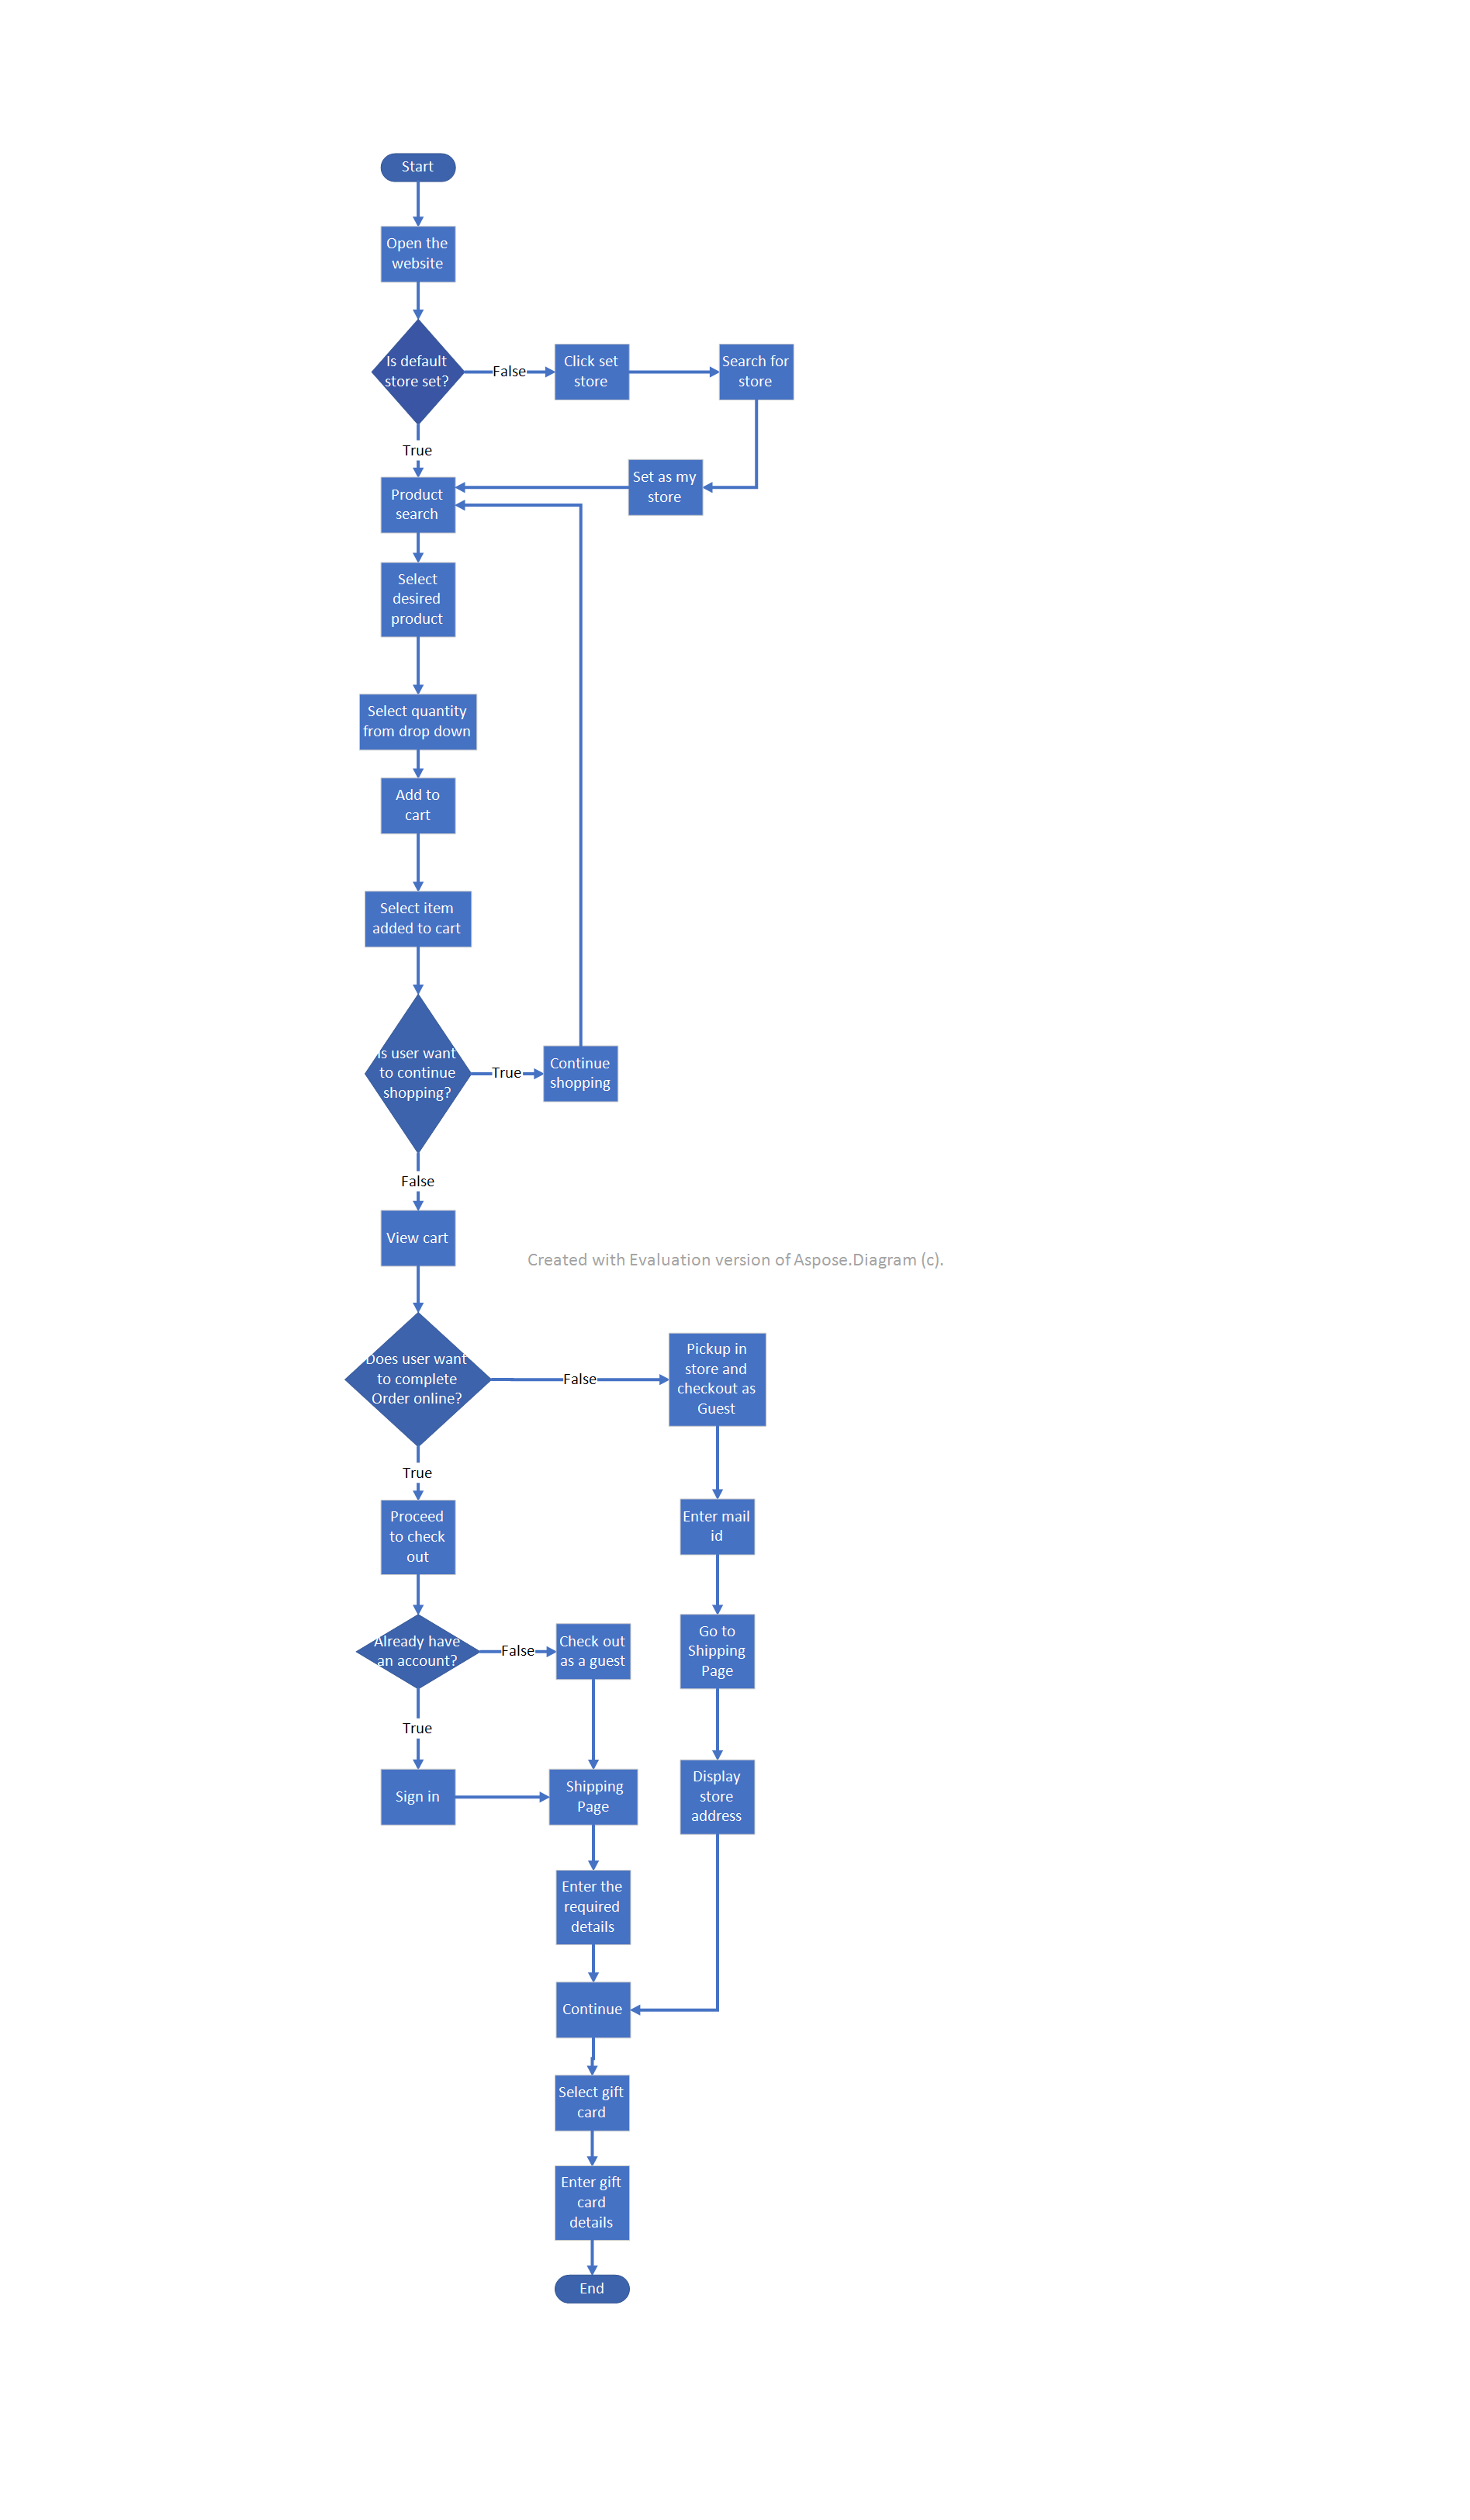 Start
Open the
website
Is default
store set?
False
Click set
store
Search for
store
True
Set as my
store
Product
search
Select
desired
product
Select quantity
from drop down
Add to
cart
Select item
added to cart
Is user want
to continue
shopping?
True
Continue
shopping
False
View cart
Created with Evaluation version of Aspose.Diagram (c).
Does user want
to complete
Order online?
False
Pickup in
store and
checkout as
Guest
True
Proceed
to check
out
Enter mail
id
Already have
an account?
False
Check out
as a guest
Go to
Shipping
Page
True
Sign in
Shipping
Page
Display
store
address
Enter the
required
details
Continue
Select gift
card
Enter gift
card
details
End